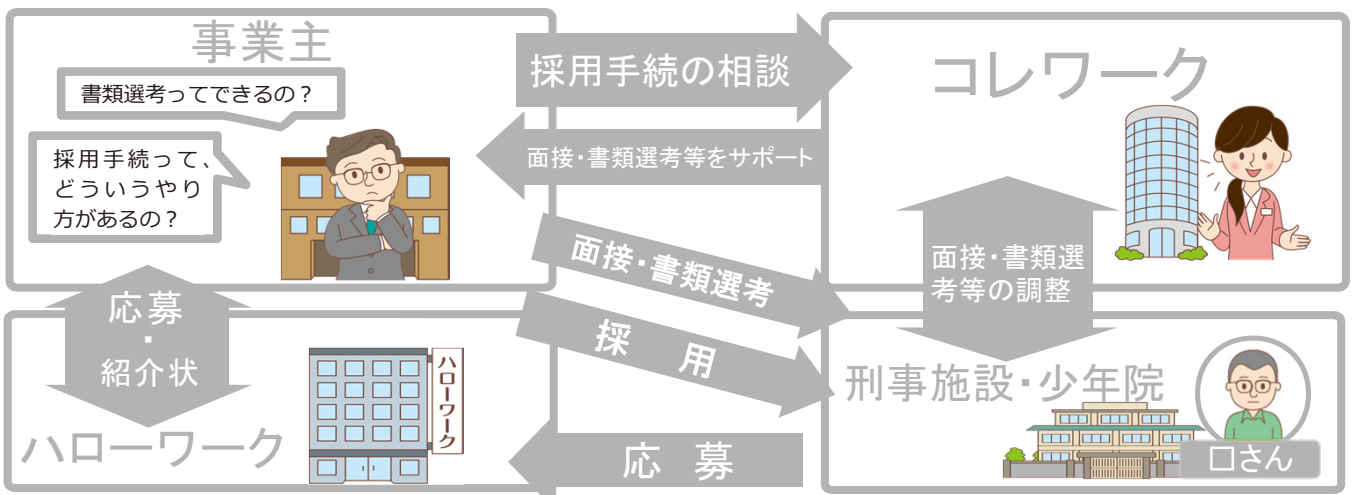 事業主
書類選考ってできるの？
採用手続って、
どういうやり
方があるの？
採用手続の相談
面接・書類選考等をサポート
コレワーク
面接・書類選考
採　用
面接・書類選
考等の調整
応募
・
紹介状
ハローワーク
ハローワーク
応　募
刑事施設・少年院
口さん